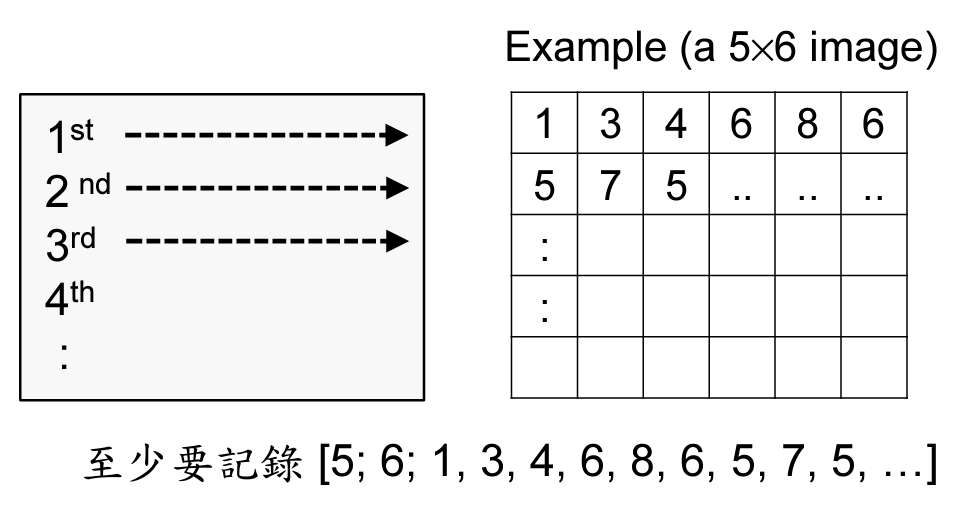 Example (a 5×6 image)
1st
2 nd
3rd
4th
:
1 3 4 6 8 6
5 7 5 .. .. ..
:
:
至少要記錄 [5; 6; 1, 3, 4, 6, 8, 6, 5, 7, 5, …]